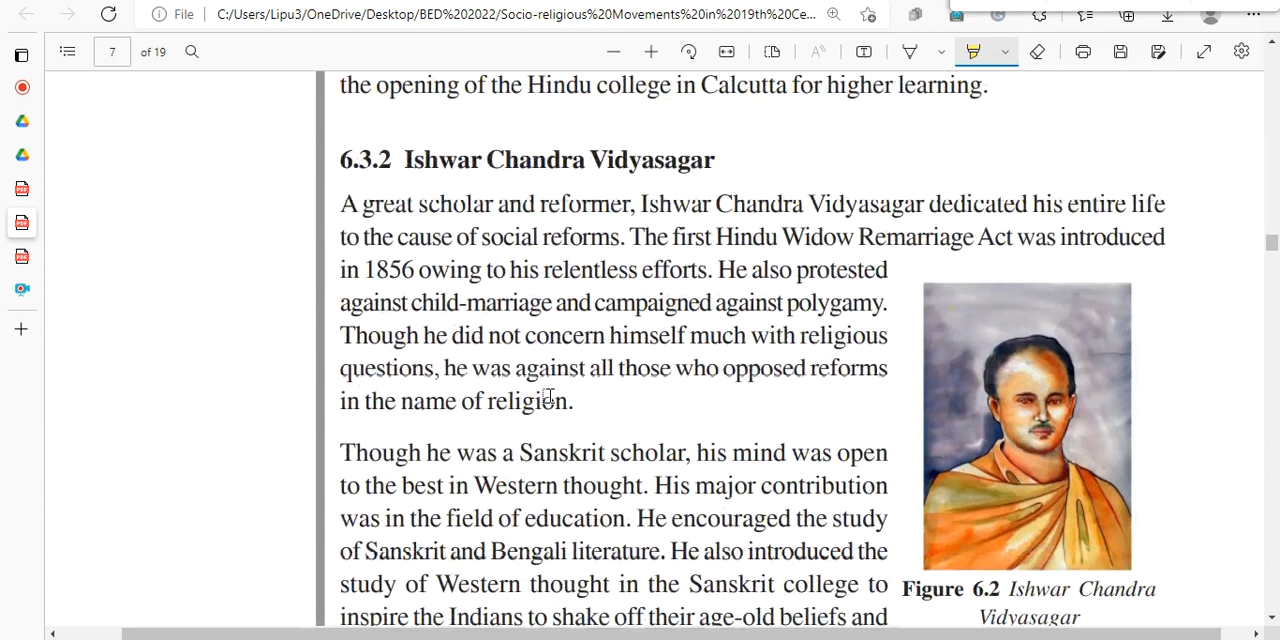 File
C:/Users/Lipu3/OneDrive/Desktop/BED%202022/Socio-religious%20Movements%20in%2019th%20Ce...
7 of 19
the opening of the Hindu college in Calcutta for higher learning.
6.3.2 Ishwar Chandra Vidyasagar
A great scholar and reformer, Ishwar Chandra Vidyasagar dedicated his entire life
to the cause of social reforms. The first Hindu Widow Remarriage Act was introduced
in 1856 owing to his relentless efforts. He also protested
against child-marriage and campaigned against polygamy.
Though he did not concern himself much with religious
questions, he was against all those who opposed reforms
in the name of religion.
Though he was a Sanskrit scholar, his mind was open
to the best in Western thought. His major contribution
was in the field of education. He encouraged the study
of Sanskrit and Bengali literature. He also introduced the
study of Western thought in the Sanskrit college to
inspire the Indians to shake off their age-old beliefs and
Figure 6.2 Ishwar Chandra
Vidyasagar